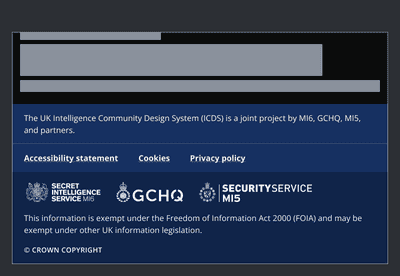 The UK Intelligence Community Design System (ICDS) is a joint project by MI6, GCHQ, MI5,
and partners.
Accessibility statement Cookies Privacy policy
SECRET
INTELLIGENCE
SERVICE MI6
GCHQ
SECURITY SERVICE
MI5
This information is exempt under the Freedom of Information Act 2000 (FOIA) and may be
exempt under other UK information legislation.
© CROWN COPYRIGHT